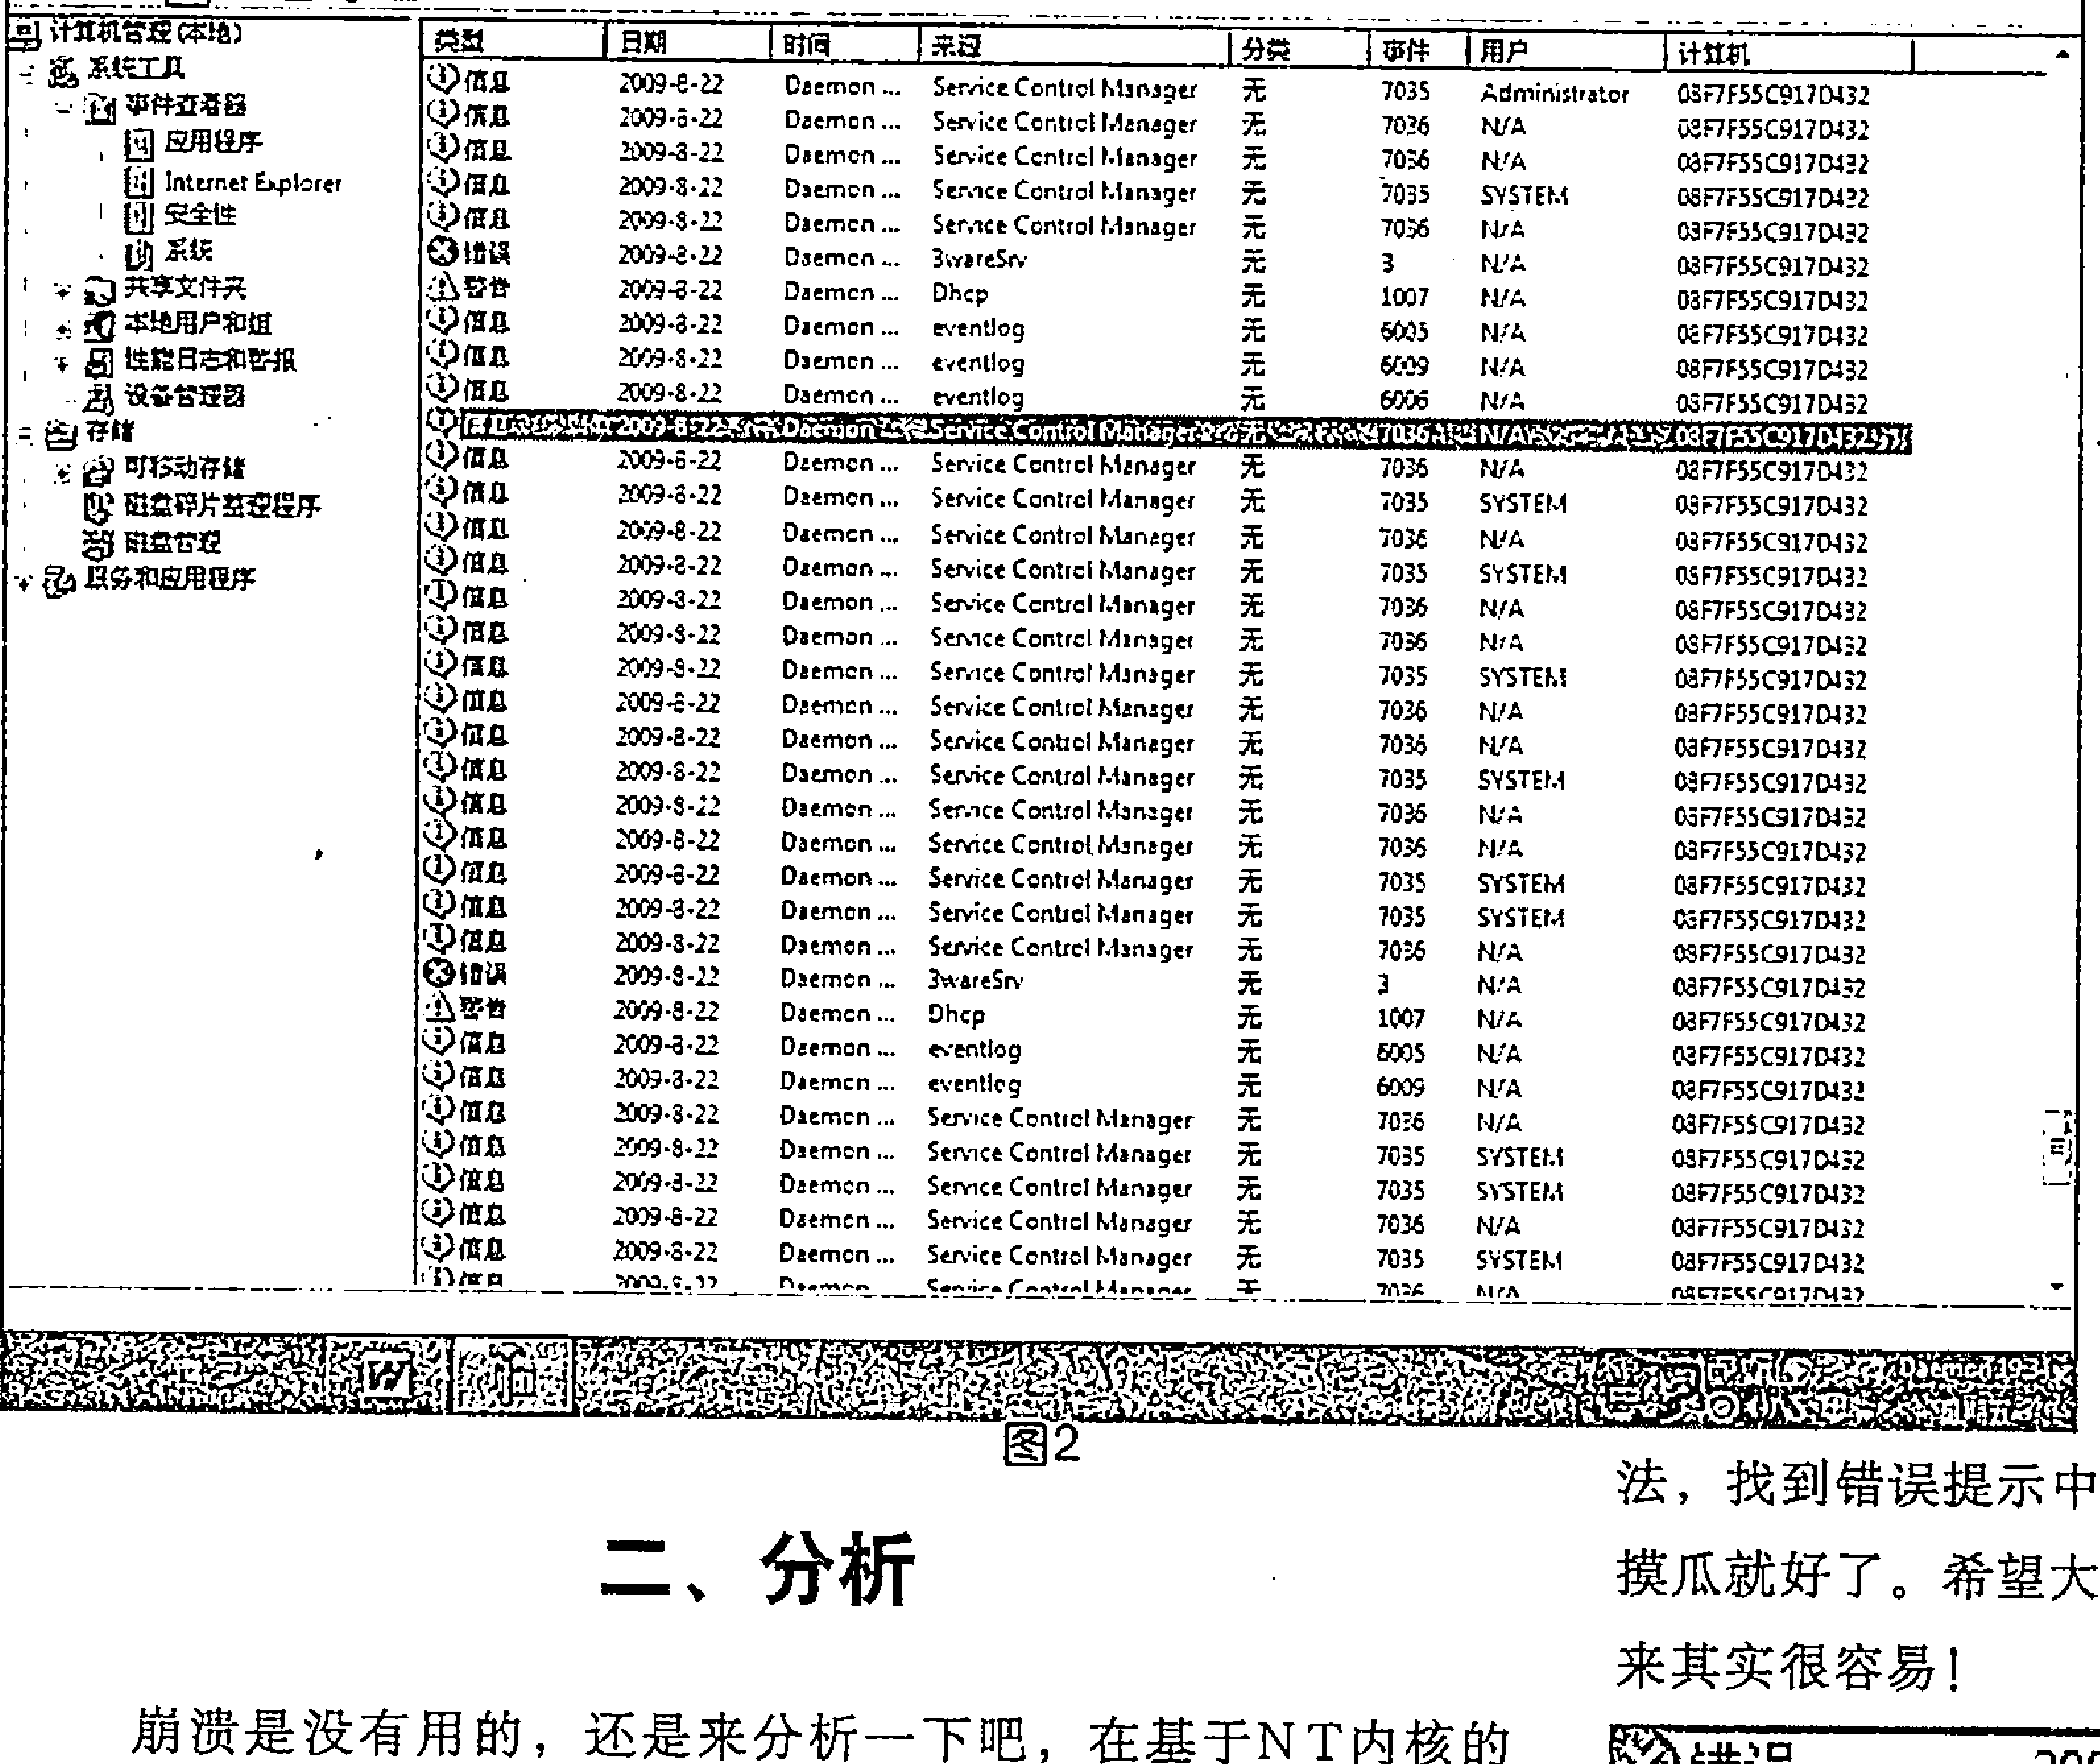 计算机管理(本地)
系统工具
事件查看器
应用程序
Internet Explorer
安全性
系统
共享文件夹
本地用户和组
性能日志和警报
设备管理器
存储
可移动存储
磁盘碎片整理程序
磁盘管理
服务和应用程序
类型 日期 时间 来源 分类 事件 用户 计算机
信息 2009-8-22 Daemon ... Service Control Manager 无 7035 Administrator 08F7F55C917D432
信息 2009-8-22 Daemon ... Service Control Manager 无 7036 N/A 08F7F55C917D432
信息 2009-8-22 Daemon ... Service Control Manager 无 7036 N/A 08F7F55C917D432
信息 2009-8-22 Daemon ... Service Control Manager 无 7035 SYSTEM 08F7F55C917D432
信息 2009-8-22 Daemon ... Service Control Manager 无 7036 N/A 08F7F55C917D432
错误 2009-8-22 Daemon ... 3wareSrv 无 3 N/A 08F7F55C917D432
警告 2009-8-22 Daemon ... Dhcp 无 1007 N/A 08F7F55C917D432
信息 2009-8-22 Daemon ... eventlog 无 6005 N/A 08F7F55C917D432
信息 2009-8-22 Daemon ... eventlog 无 6009 N/A 08F7F55C917D432
信息 2009-8-22 Daemon ... eventlog 无 6006 N/A 08F7F55C917D432
2009-8-22 Daemon Service Control Manager 无 7036 N/A 08F7F55C917D432
信息 2009-8-22 Daemon ... Service Control Manager 无 7036 N/A 08F7F55C917D432
信息 2009-8-22 Daemon ... Service Control Manager 无 7035 SYSTEM 08F7F55C917D432
信息 2009-8-22 Daemon ... Service Control Manager 无 7036 N/A 08F7F55C917D432
信息 2009-8-22 Daemon ... Service Control Manager 无 7035 SYSTEM 08F7F55C917D432
信息 2009-8-22 Daemon ... Service Control Manager 无 7036 N/A 08F7F55C917D432
信息 2009-8-22 Daemon ... Service Control Manager 无 7036 N/A 08F7F55C917D432
信息 2009-8-22 Daemon ... Service Control Manager 无 7035 SYSTEM 08F7F55C917D432
信息 2009-8-22 Daemon ... Service Control Manager 无 7036 N/A 08F7F55C917D432
信息 2009-8-22 Daemon ... Service Control Manager 无 7036 N/A 08F7F55C917D432
信息 2009-8-22 Daemon ... Service Control Manager 无 7035 SYSTEM 08F7F55C917D432
信息 2009-8-22 Daemon ... Service Control Manager 无 7036 N/A 08F7F55C917D432
信息 2009-8-22 Daemon ... Service Control Manager 无 7036 N/A 08F7F55C917D432
信息 2009-8-22 Daemon ... Service Control Manager 无 7035 SYSTEM 08F7F55C917D432
信息 2009-8-22 Daemon ... Service Control Manager 无 7035 SYSTEM 08F7F55C917D432
信息 2009-8-22 Daemon ... Service Control Manager 无 7036 N/A 08F7F55C917D432
错误 2009-8-22 Daemon ... 3wareSrv 无 3 N/A 08F7F55C917D432
警告 2009-8-22 Daemon ... Dhcp 无 1007 N/A 08F7F55C917D432
信息 2009-8-22 Daemon ... eventlog 无 6005 N/A 08F7F55C917D432
信息 2009-8-22 Daemon ... eventlog 无 6009 N/A 08F7F55C917D432
信息 2009-8-22 Daemon ... Service Control Manager 无 7036 N/A 08F7F55C917D432
信息 2009-8-22 Daemon ... Service Control Manager 无 7035 SYSTEM 08F7F55C917D432
信息 2009-8-22 Daemon ... Service Control Manager 无 7035 SYSTEM 08F7F55C917D432
信息 2009-8-22 Daemon ... Service Control Manager 无 7036 N/A 08F7F55C917D432
信息 2009-8-22 Daemon ... Service Control Manager 无 7035 SYSTEM 08F7F55C917D432
信息 2009-8-22 Daemon Service Control Manager 无 7036 N/A 08F7F55C917D432
图2
二、分析
崩溃是没有用的，还是来分析一下吧，在基于NT内核的
法，找到错误提示中
摸瓜就好了。希望大
来其实很容易！
错误